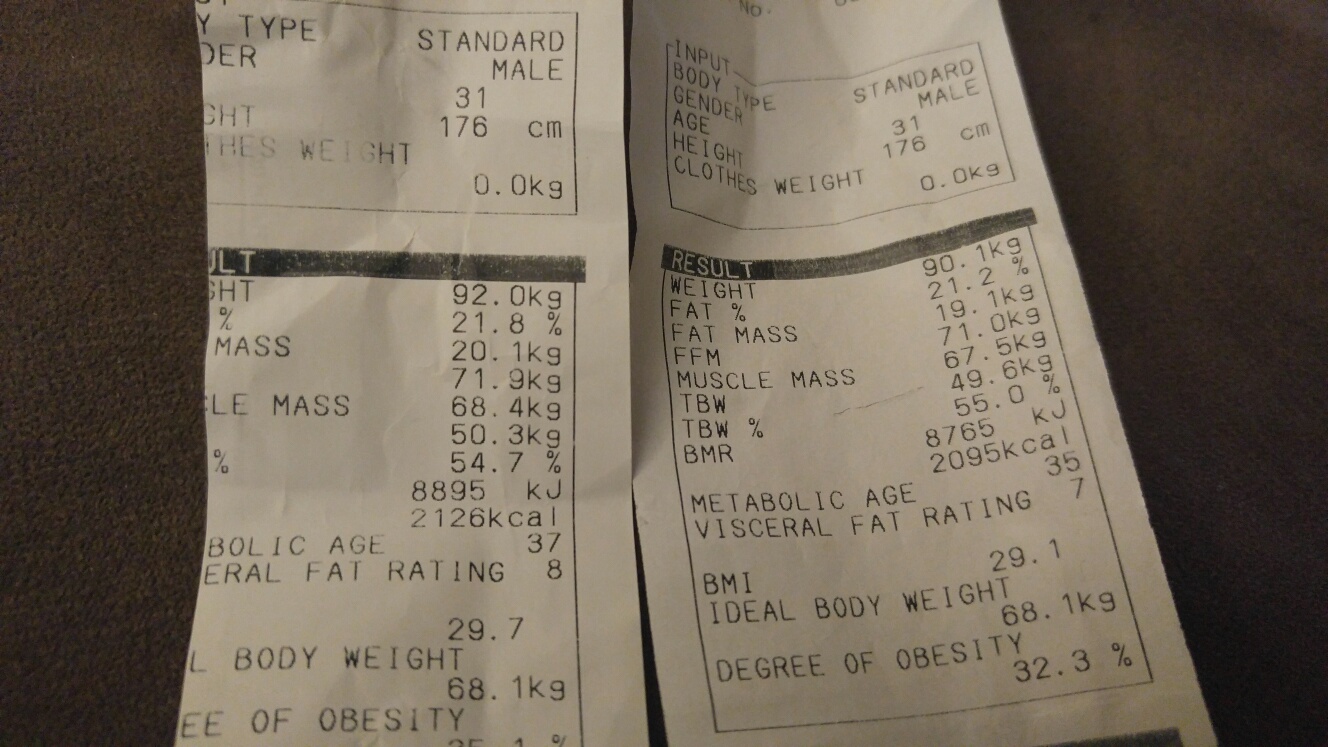 Y TYPE STANDARD
DER MALE
31
GHT 176 cm
THES WEIGHT
0.0kg
ULT
GHT 92.0kg
% 21.8 %
MASS 20.1kg
71.9kg
CLE MASS 68.4kg
50.3kg
% 54.7 %
8895 kJ
2126kcal
BOLIC AGE 37
ERAL FAT RATING 8
29.7
L BODY WEIGHT
68.1kg
EE OF OBESITY
35.1 %
NO.
INPUT
BODY TYPE STANDARD
GENDER MALE
AGE 31
HEIGHT 176 cm
CLOTHES WEIGHT
0.0kg
RESULT
WEIGHT 90.1kg
FAT % 21.2 %
FAT MASS 19.1kg
FFM 71.0kg
MUSCLE MASS 67.5kg
TBW 49.6kg
TBW % 55.0 %
BMR 8765 kJ
2095kcal
METABOLIC AGE 35
VISCERAL FAT RATING 7
BMI 29.1
IDEAL BODY WEIGHT
68.1kg
DEGREE OF OBESITY
32.3 %